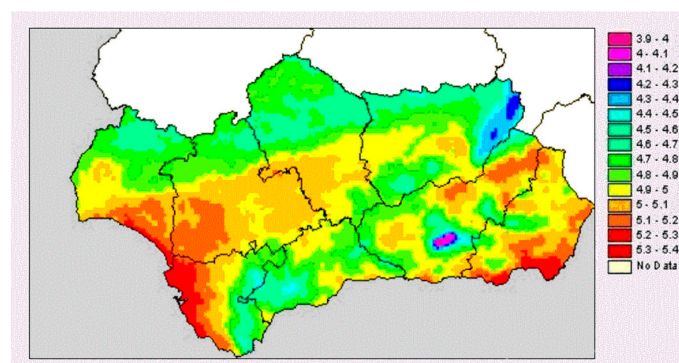 3.9 - 4
4 - 4.1
4.1 - 4.2
4.2 - 4.3
4.3 - 4.4
4.4 - 4.5
4.5 - 4.6
4.6 - 4.7
4.7 - 4.8
4.8 - 4.9
4.9 - 5
5 - 5.1
5.1 - 5.2
5.2 - 5.3
5.3 - 5.4
No Data